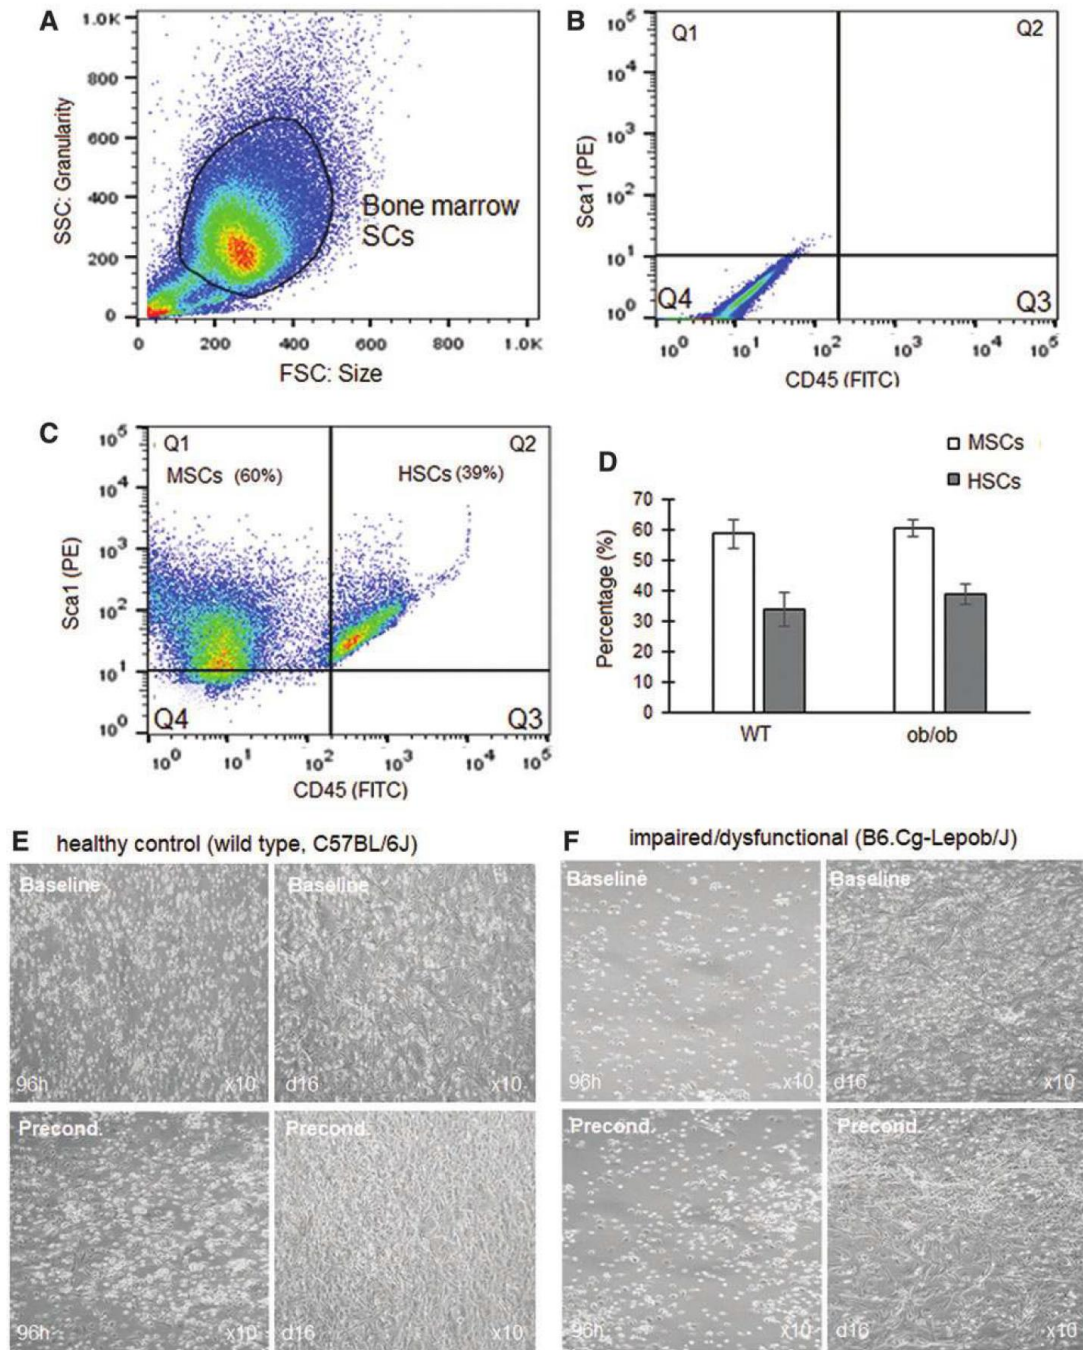 A
1.0K
800
600
400
200
0
SSC: Granularity
Bone marrow
SCs
0 200 400 600 800 1.0K
FSC: Size
B
Q1 Q2
10^5
10^4
10^3
10^2
10^1
10^0
Sca1 (PE)
Q4 Q3
10^0 10^1 10^2 10^3 10^4 10^5
CD45 (FITC)
C
Q1 Q2
MSCs (60%) HSCs (39%)
10^5
10^4
10^3
10^2
10^1
10^0
Sca1 (PE)
Q4 Q3
10^0 10^1 10^2 10^3 10^4 10^5
CD45 (FITC)
D
MSCs
HSCs
70
60
50
40
30
20
10
0
Percentage (%)
WT ob/ob
E healthy control (wild type, C57BL/6J)
Baseline Baseline
96h x10 d16 x10
Precond. Precond.
96h x10 d16 x10
F impaired/dysfunctional (B6.Cg-Lepob/J)
Baseline Baseline
96h x10 d16 x10
Precond. Precond.
96h x10 d16 x10